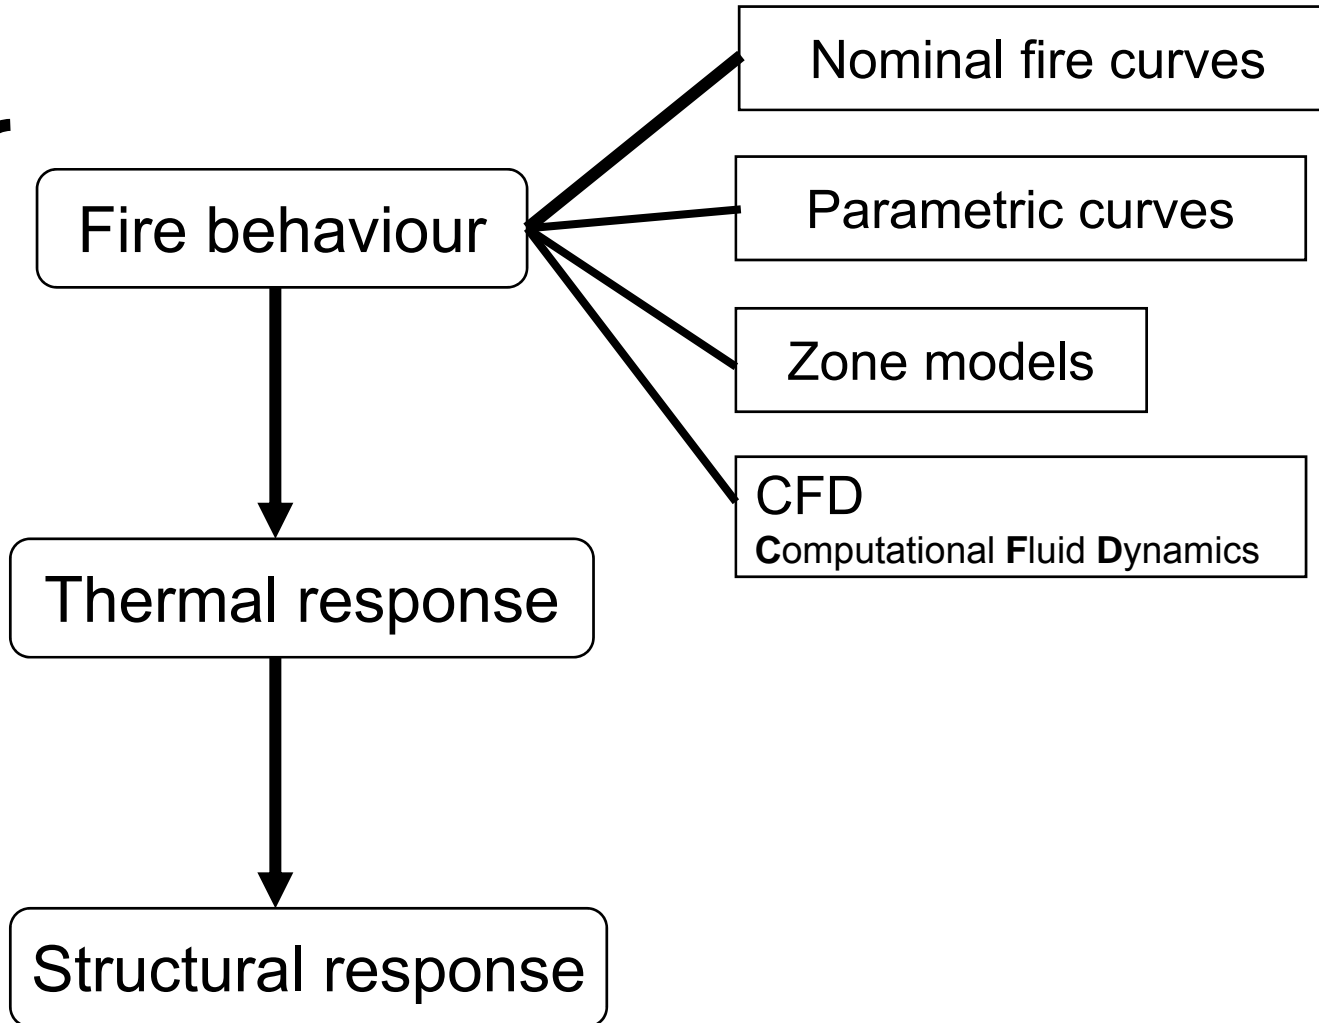 Nominal fire curves
Fire behaviour
Parametric curves
Zone models
CFD
Computational Fluid Dynamics
Thermal response
Structural response